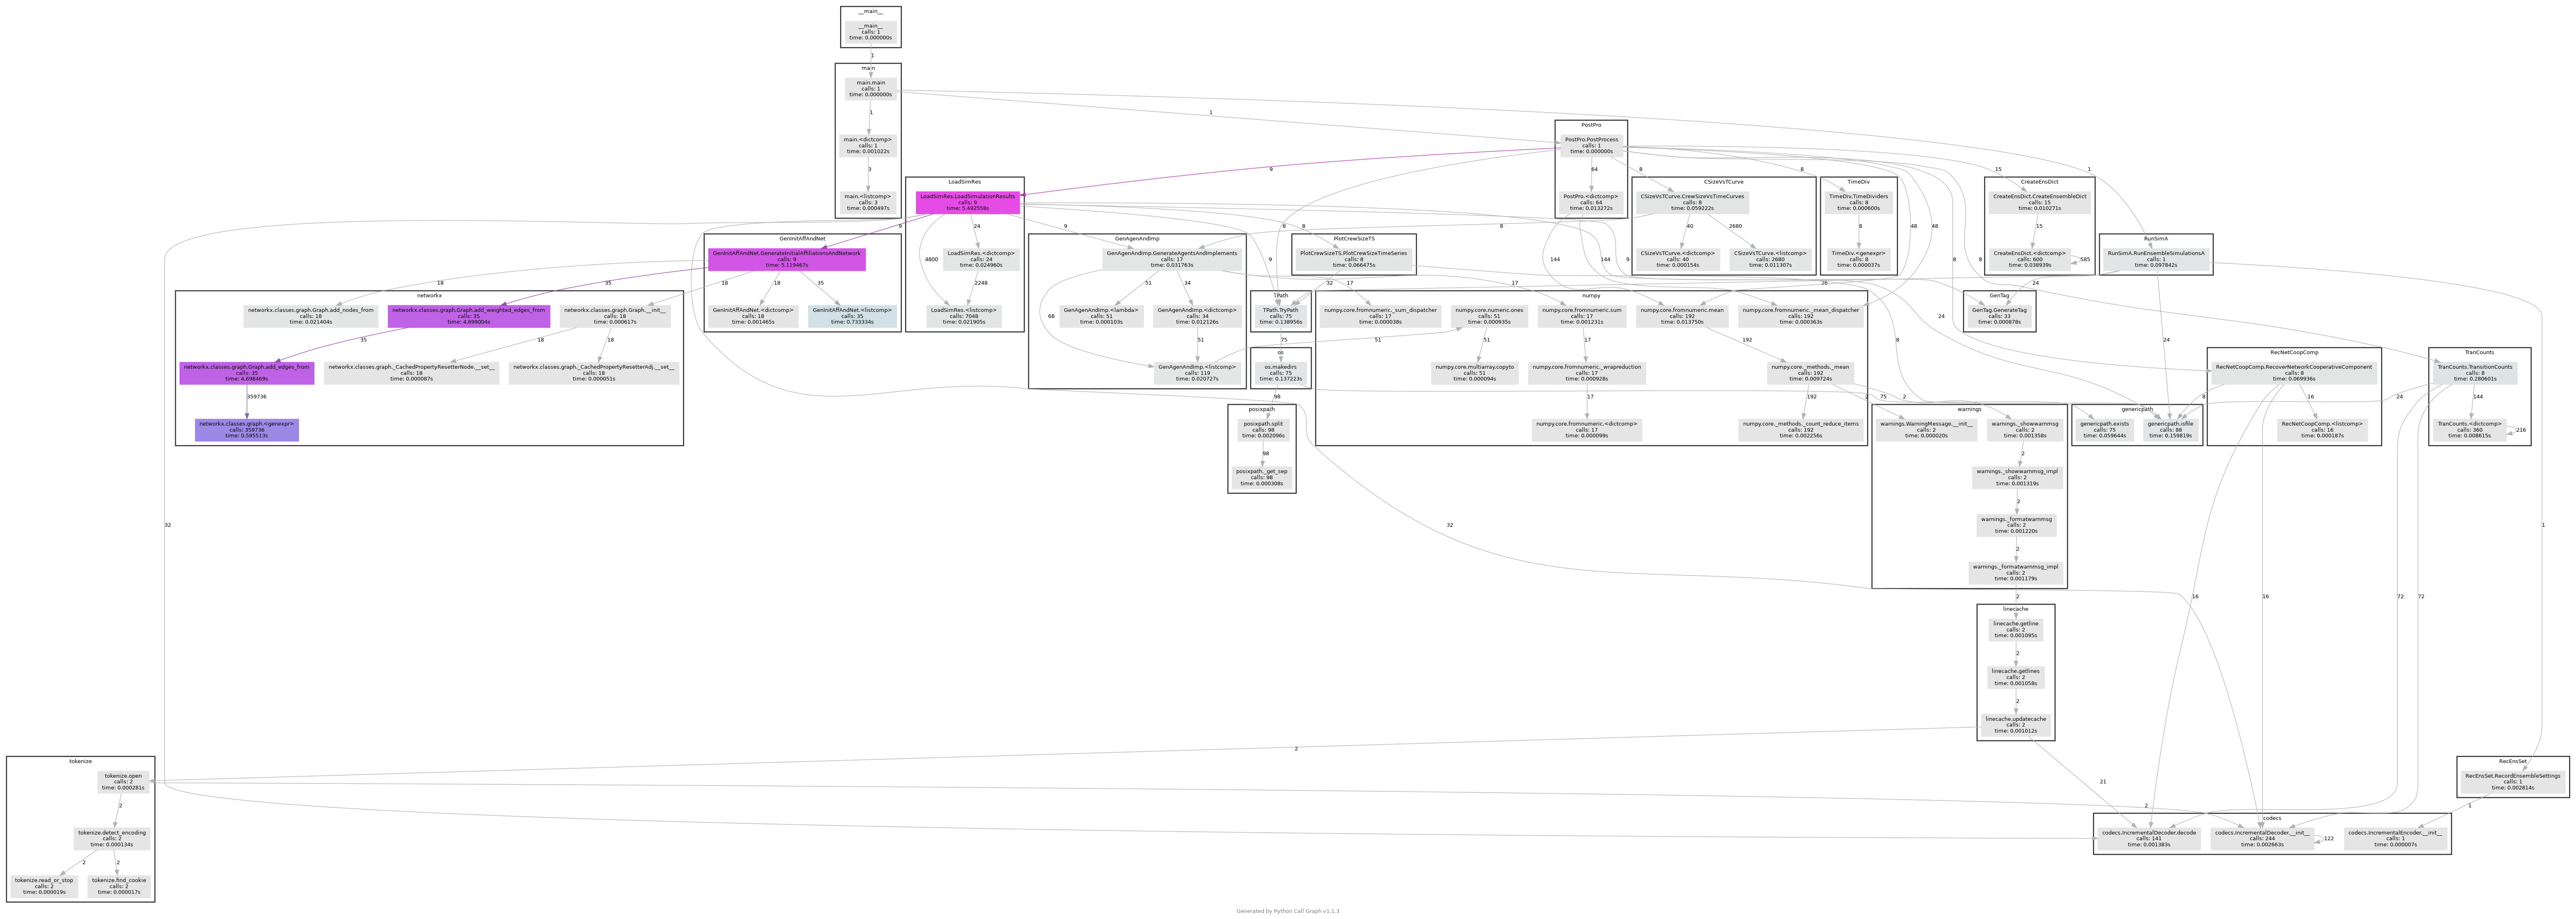 __main__
__main__
calls: 1
time: 0.000000s
1
main
main.main
calls: 1
time: 0.000000s
1
1
1
main.<dictcomp>
calls: 1
time: 0.001022s
3
main.<listcomp>
calls: 3
time: 0.000497s
PostPro
PostPro.PostProcess
calls: 1
time: 0.000000s
9
8
64
8
8
15
48
48
8
8
PostPro.<dictcomp>
calls: 64
time: 0.013272s
144
144
LoadSimRes
LoadSimRes.LoadSimulationResults
calls: 9
time: 5.492558s
9
24
4800
9
9
8
9
32
32
LoadSimRes.<dictcomp>
calls: 24
time: 0.024960s
2248
LoadSimRes.<listcomp>
calls: 7048
time: 0.021905s
CSizeVsTCurve
CSizeVsTCurve.CrewSizeVsTimeCurves
calls: 8
time: 0.059222s
8
40
2680
CSizeVsTCurve.<dictcomp>
calls: 40
time: 0.000154s
CSizeVsTCurve.<listcomp>
calls: 2680
time: 0.011307s
TimeDiv
TimeDiv.TimeDividers
calls: 8
time: 0.000600s
8
TimeDiv.<genexpr>
calls: 8
time: 0.000037s
CreateEnsDict
CreateEnsDict.CreateEnsembleDict
calls: 15
time: 0.010271s
15
CreateEnsDict.<dictcomp>
calls: 600
time: 0.038939s
585
RunSimA
RunSimA.RunEnsembleSimulationsA
calls: 1
time: 0.097842s
26
24
24
1
GenInitAffAndNet
GenInitAffAndNet.GenerateInitialAffiliationsAndNetwork
calls: 9
time: 5.119467s
18
35
18
18
35
GenInitAffAndNet.<dictcomp>
calls: 18
time: 0.001465s
GenInitAffAndNet.<listcomp>
calls: 35
time: 0.733334s
GenAgenAndImp
GenAgenAndImp.GenerateAgentsAndImplements
calls: 17
time: 0.031763s
68
51
34
17
17
GenAgenAndImp.<lambda>
calls: 51
time: 0.000103s
GenAgenAndImp.<dictcomp>
calls: 34
time: 0.012126s
51
GenAgenAndImp.<listcomp>
calls: 119
time: 0.020727s
51
PlotCrewSizeTS
PlotCrewSizeTS.PlotCrewSizeTimeSeries
calls: 8
time: 0.066475s
32
24
8
TPath
TPath.TryPath
calls: 75
time: 0.138956s
75
os
os.makedirs
calls: 75
time: 0.137223s
98
75
GenTag
GenTag.GenerateTag
calls: 33
time: 0.000878s
networkx
networkx.classes.graph.Graph.add_nodes_from
calls: 18
time: 0.021404s
networkx.classes.graph.Graph.add_weighted_edges_from
calls: 35
time: 4.699004s
networkx.classes.graph.Graph.__init__
calls: 18
time: 0.000617s
35
18
18
networkx.classes.graph.Graph.add_edges_from
calls: 35
time: 4.698469s
networkx.classes.graph._CachedPropertyResetterNode.__set__
calls: 18
time: 0.000087s
networkx.classes.graph._CachedPropertyResetterAdj.__set__
calls: 18
time: 0.000051s
359736
networkx.classes.graph.<genexpr>
calls: 359736
time: 0.595513s
numpy
numpy.core.fromnumeric._sum_dispatcher
calls: 17
time: 0.000038s
numpy.core.numeric.ones
calls: 51
time: 0.000935s
numpy.core.fromnumeric.sum
calls: 17
time: 0.001231s
numpy.core.fromnumeric.mean
calls: 192
time: 0.013750s
numpy.core.fromnumeric._mean_dispatcher
calls: 192
time: 0.000363s
51
17
192
numpy.core.multiarray.copyto
calls: 51
time: 0.000094s
numpy.core.fromnumeric._wrapreduction
calls: 17
time: 0.000928s
numpy.core._methods._mean
calls: 192
time: 0.009724s
17
192
2
2
numpy.core.fromnumeric.<dictcomp>
calls: 17
time: 0.000099s
numpy.core._methods._count_reduce_items
calls: 192
time: 0.002256s
RecNetCoopComp
RecNetCoopComp.RecoverNetworkCooperativeComponent
calls: 8
time: 0.069936s
8
16
16
16
RecNetCoopComp.<listcomp>
calls: 16
time: 0.000187s
TranCounts
TranCounts.TransitionCounts
calls: 8
time: 0.280601s
24
144
72
72
TranCounts.<dictcomp>
calls: 360
time: 0.008615s
216
posixpath
posixpath.split
calls: 98
time: 0.002096s
98
posixpath._get_sep
calls: 98
time: 0.000308s
warnings
warnings.WarningMessage.__init__
calls: 2
time: 0.000020s
warnings._showwarnmsg
calls: 2
time: 0.001358s
2
warnings._showwarnmsg_impl
calls: 2
time: 0.001319s
2
warnings._formatwarnmsg
calls: 2
time: 0.001220s
2
warnings._formatwarnmsg_impl
calls: 2
time: 0.001179s
2
genericpath
genericpath.exists
calls: 75
time: 0.059644s
genericpath.isfile
calls: 88
time: 0.159819s
linecache
linecache.getline
calls: 2
time: 0.001095s
2
linecache.getlines
calls: 2
time: 0.001058s
2
linecache.updatecache
calls: 2
time: 0.001012s
2
21
tokenize
tokenize.open
calls: 2
time: 0.000281s
2
2
tokenize.detect_encoding
calls: 2
time: 0.000134s
2
2
tokenize.read_or_stop
calls: 2
time: 0.000019s
tokenize.find_cookie
calls: 2
time: 0.000017s
RecEnsSet
RecEnsSet.RecordEnsembleSettings
calls: 1
time: 0.002814s
1
codecs
codecs.IncrementalDecoder.decode
calls: 141
time: 0.001383s
codecs.IncrementalDecoder.__init__
calls: 244
time: 0.002663s
122
codecs.IncrementalEncoder.__init__
calls: 1
time: 0.000007s
Generated by Python Call Graph v1.1.3